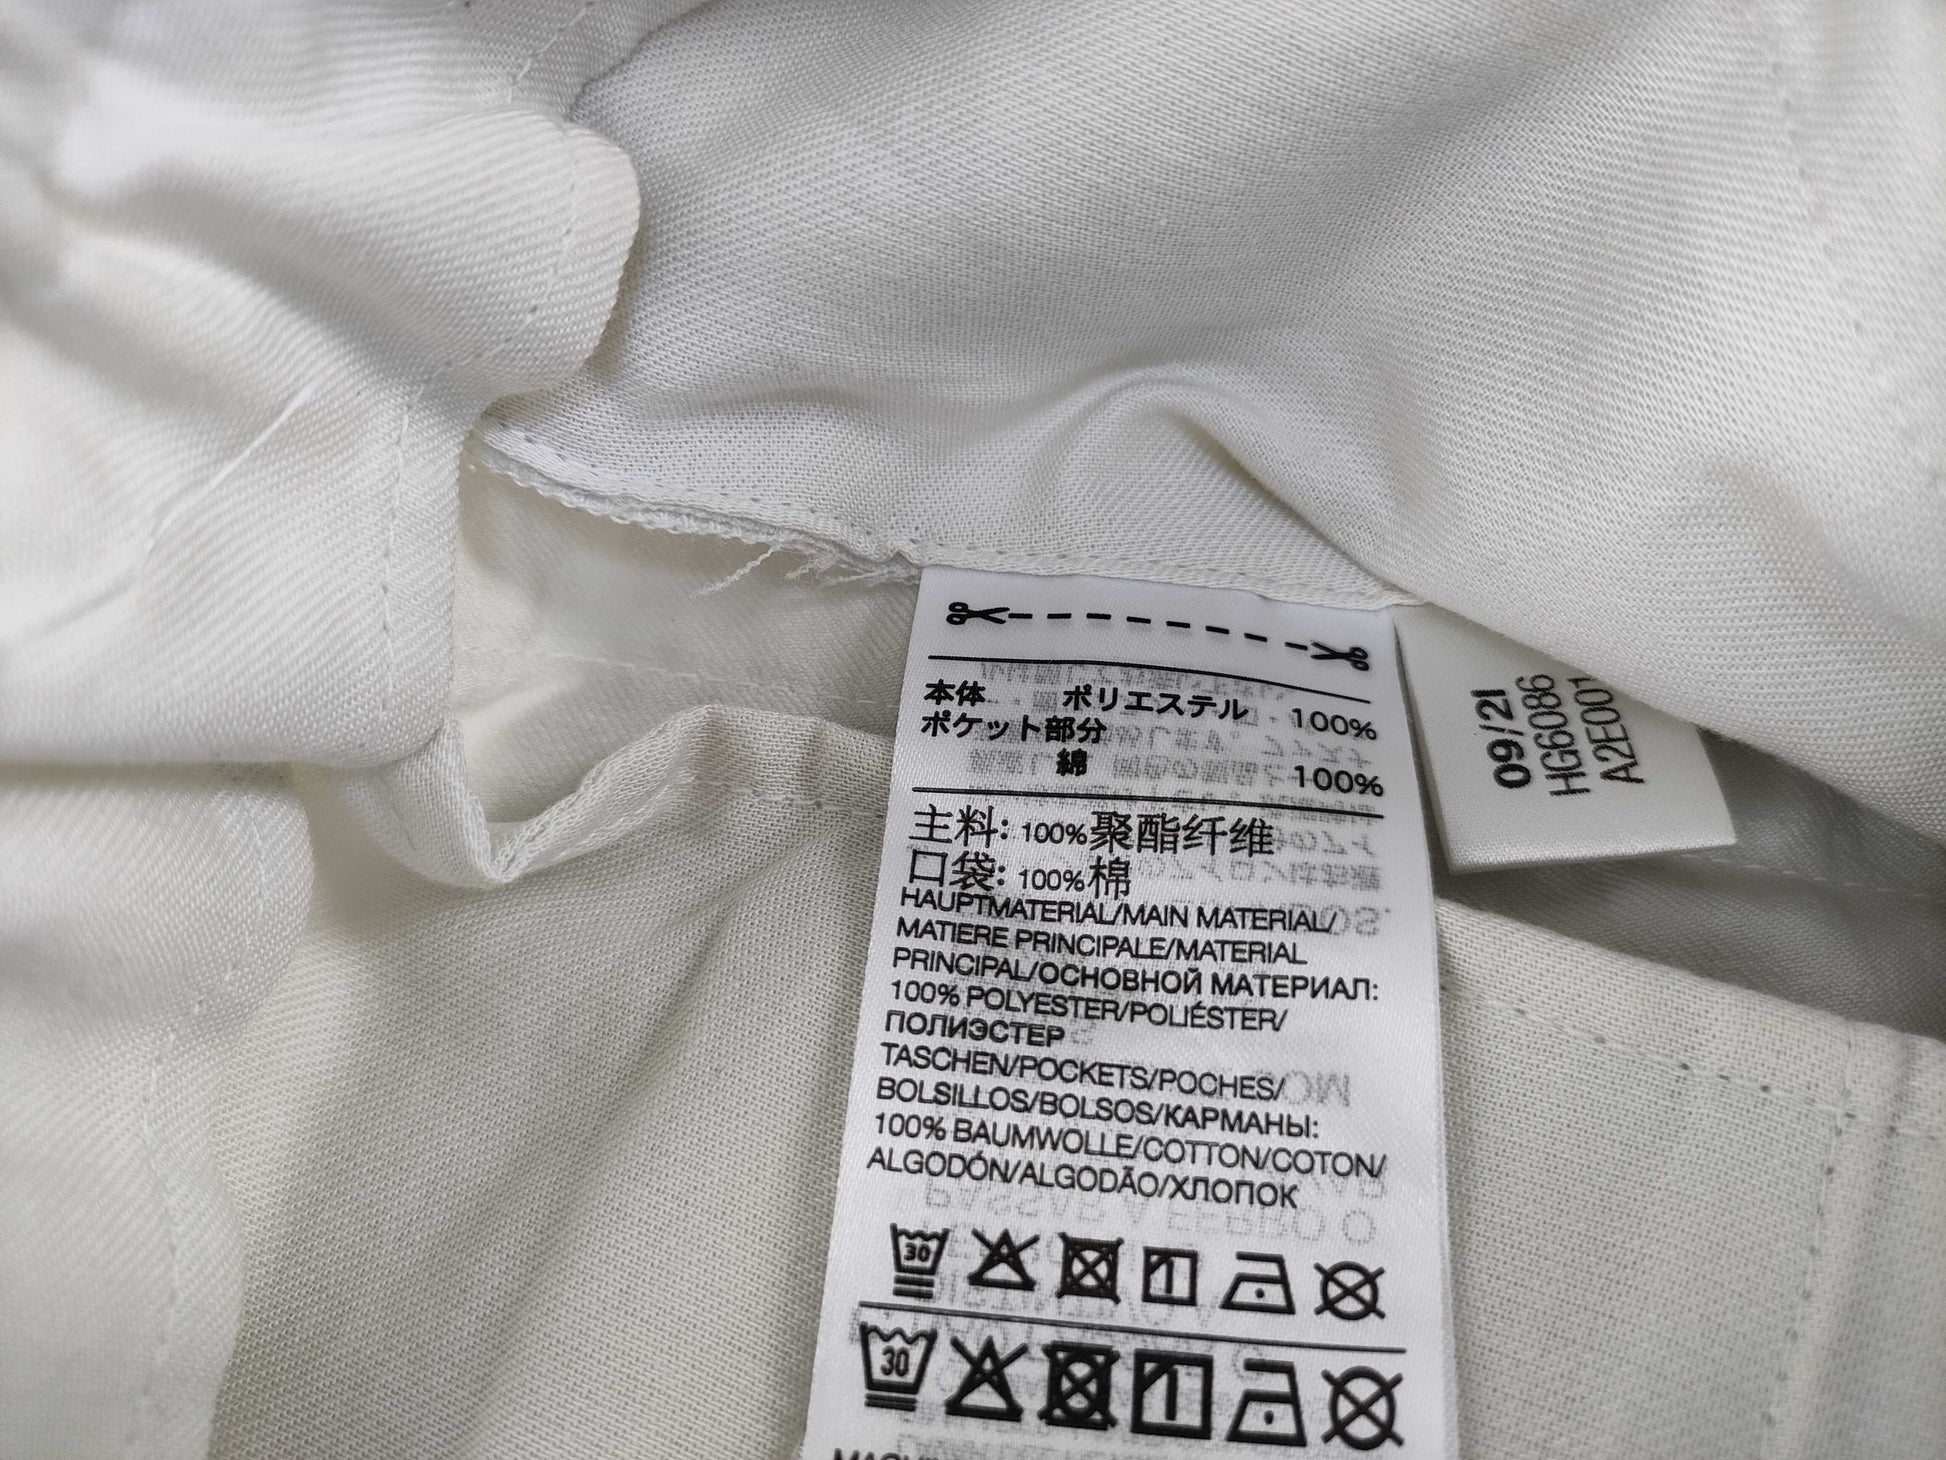 本体 ポリエステル 100%
ポケット部分
綿 100%
主料: 100%聚酯纤维
口袋: 100%棉
HAUPTMATERIAL/MAIN MATERIAL/
MATIERE PRINCIPALE/MATERIAL
PRINCIPAL/ОСНОВНОЙ МАТЕРИАЛ:
100% POLYESTER/POLIÉSTER/
ПОЛИЭСТЕР
TASCHEN/POCKETS/POCHES/
BOLSILLOS/BOLSOS/КАРМАНЫ:
100% BAUMWOLLE/COTTON/COTON/
ALGODÓN/ALGODÃO/ХЛОПОК
30
30
09/21
HG6086
A2E001